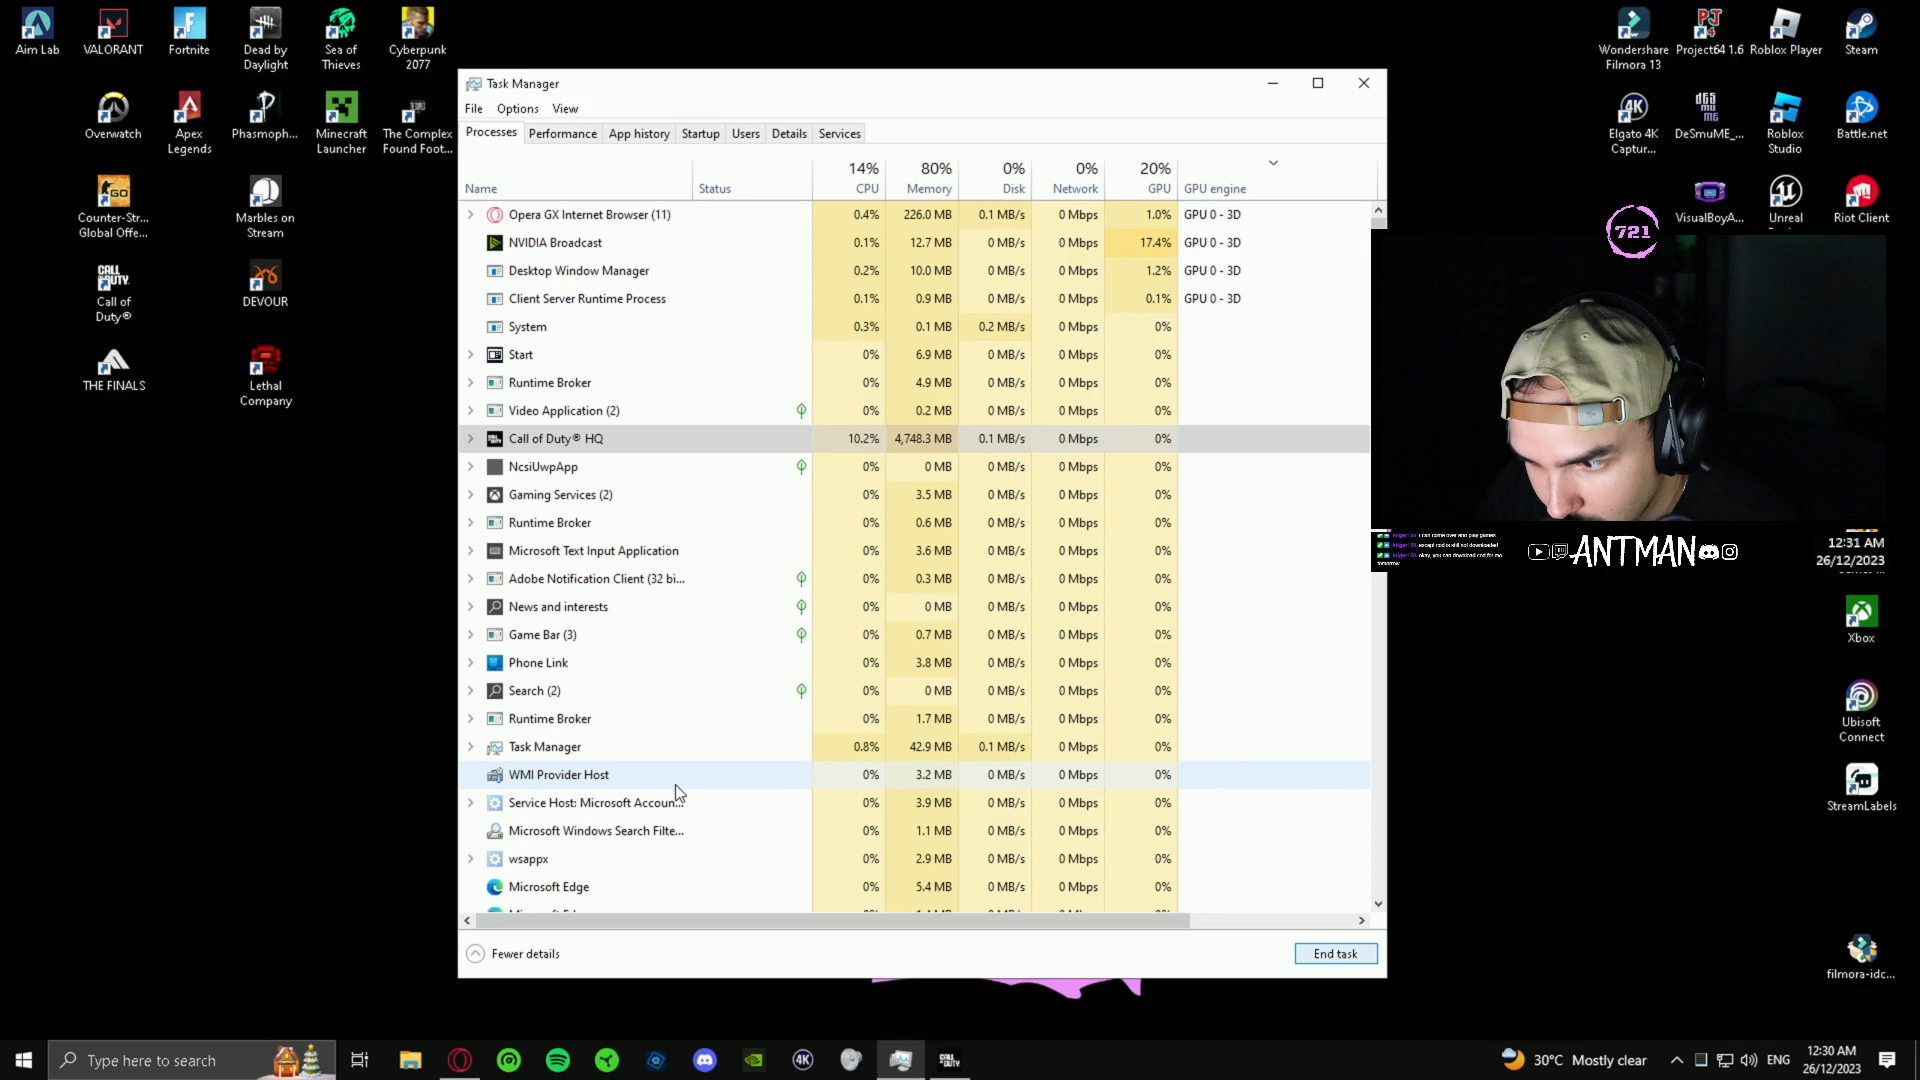 Aim Lab
VALORANT
Fortnite
Dead by
Daylight
Sea of
Thieves
Cyberpunk
2077
Overwatch
Apex
Legends
Phasmoph...
Minecraft
Launcher
The Complex
Found Foot...
Counter-Str...
Global Offe...
Marbles on
Stream
Call of
Duty®
DEVOUR
THE FINALS
Lethal
Company
Task Manager
File Options View
Processes Performance App history Startup Users Details Services
14% 80% 0% 0% 20%
Name Status CPU Memory Disk Network GPU GPU engine
Opera GX Internet Browser (11) 0.4% 226.0 MB 0.1 MB/s 0 Mbps 1.0% GPU 0 - 3D
NVIDIA Broadcast 0.1% 12.7 MB 0 MB/s 0 Mbps 17.4% GPU 0 - 3D
Desktop Window Manager 0.2% 10.0 MB 0 MB/s 0 Mbps 1.2% GPU 0 - 3D
Client Server Runtime Process 0.1% 0.9 MB 0 MB/s 0 Mbps 0.1% GPU 0 - 3D
System 0.3% 0.1 MB 0.2 MB/s 0 Mbps 0%
Start 0% 6.9 MB 0 MB/s 0 Mbps 0%
Runtime Broker 0% 4.9 MB 0 MB/s 0 Mbps 0%
Video Application (2) 0% 0.2 MB 0 MB/s 0 Mbps 0%
Call of Duty® HQ 10.2% 4,748.3 MB 0.1 MB/s 0 Mbps 0%
NcsiUwpApp 0% 0 MB 0 MB/s 0 Mbps 0%
Gaming Services (2) 0% 3.5 MB 0 MB/s 0 Mbps 0%
Runtime Broker 0% 0.6 MB 0 MB/s 0 Mbps 0%
Microsoft Text Input Application 0% 3.6 MB 0 MB/s 0 Mbps 0%
Adobe Notification Client (32 bi... 0% 0.3 MB 0 MB/s 0 Mbps 0%
News and interests 0% 0 MB 0 MB/s 0 Mbps 0%
Game Bar (3) 0% 0.7 MB 0 MB/s 0 Mbps 0%
Phone Link 0% 3.8 MB 0 MB/s 0 Mbps 0%
Search (2) 0% 0 MB 0 MB/s 0 Mbps 0%
Runtime Broker 0% 1.7 MB 0 MB/s 0 Mbps 0%
Task Manager 0.8% 42.9 MB 0.1 MB/s 0 Mbps 0%
WMI Provider Host 0% 3.2 MB 0 MB/s 0 Mbps 0%
Service Host: Microsoft Accoun... 0% 3.9 MB 0 MB/s 0 Mbps 0%
Microsoft Windows Search Filte... 0% 1.1 MB 0 MB/s 0 Mbps 0%
wsappx 0% 2.9 MB 0 MB/s 0 Mbps 0%
Microsoft Edge 0% 5.4 MB 0 MB/s 0 Mbps 0%
Fewer details
End task
Wondershare
Filmora 13
Project64 1.6
Roblox Player
Steam
Elgato 4K
Captur...
DeSmuME_...
Roblox
Studio
Battle.net
VisualBoyA...
Unreal
Riot Client
721
i can come over and play games
except cod is still not downloaded
okay, you can download cod for me
tomorrow
ANTMAN
12:31 AM
26/12/2023
Xbox
Ubisoft
Connect
StreamLabels
filmora-idc...
Type here to search
30°C Mostly clear
ENG
12:30 AM
26/12/2023